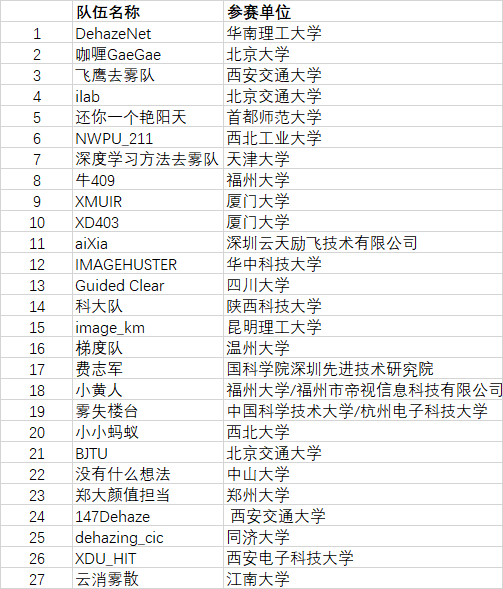 队伍名称 参赛单位
1 DehazeNet 华南理工大学
2 咖喱GaeGae 北京大学
3 飞鹰去雾队 西安交通大学
4 ilab 北京交通大学
5 还你一个艳阳天 首都师范大学
6 NWPU_211 西北工业大学
7 深度学习方法去雾队 天津大学
8 牛409 福州大学
9 XMUIR 厦门大学
10 XD403 厦门大学
11 aiXia 深圳云天励飞技术有限公司
12 IMAGEHUSTER 华中科技大学
13 Guided Clear 四川大学
14 科大队 陕西科技大学
15 image_km 昆明理工大学
16 梯度队 温州大学
17 费志军 国科学院深圳先进技术研究院
18 小黄人 福州大学/福州市帝视信息科技有限公司
19 雾失楼台 中国科学技术大学/杭州电子科技大学
20 小小蚂蚁 西北大学
21 BJTU 北京交通大学
22 没有什么想法 中山大学
23 郑大颜值担当 郑州大学
24 147Dehaze 西安交通大学
25 dehazing_cic 同济大学
26 XDU_HIT 西安电子科技大学
27 云消雾散 江南大学